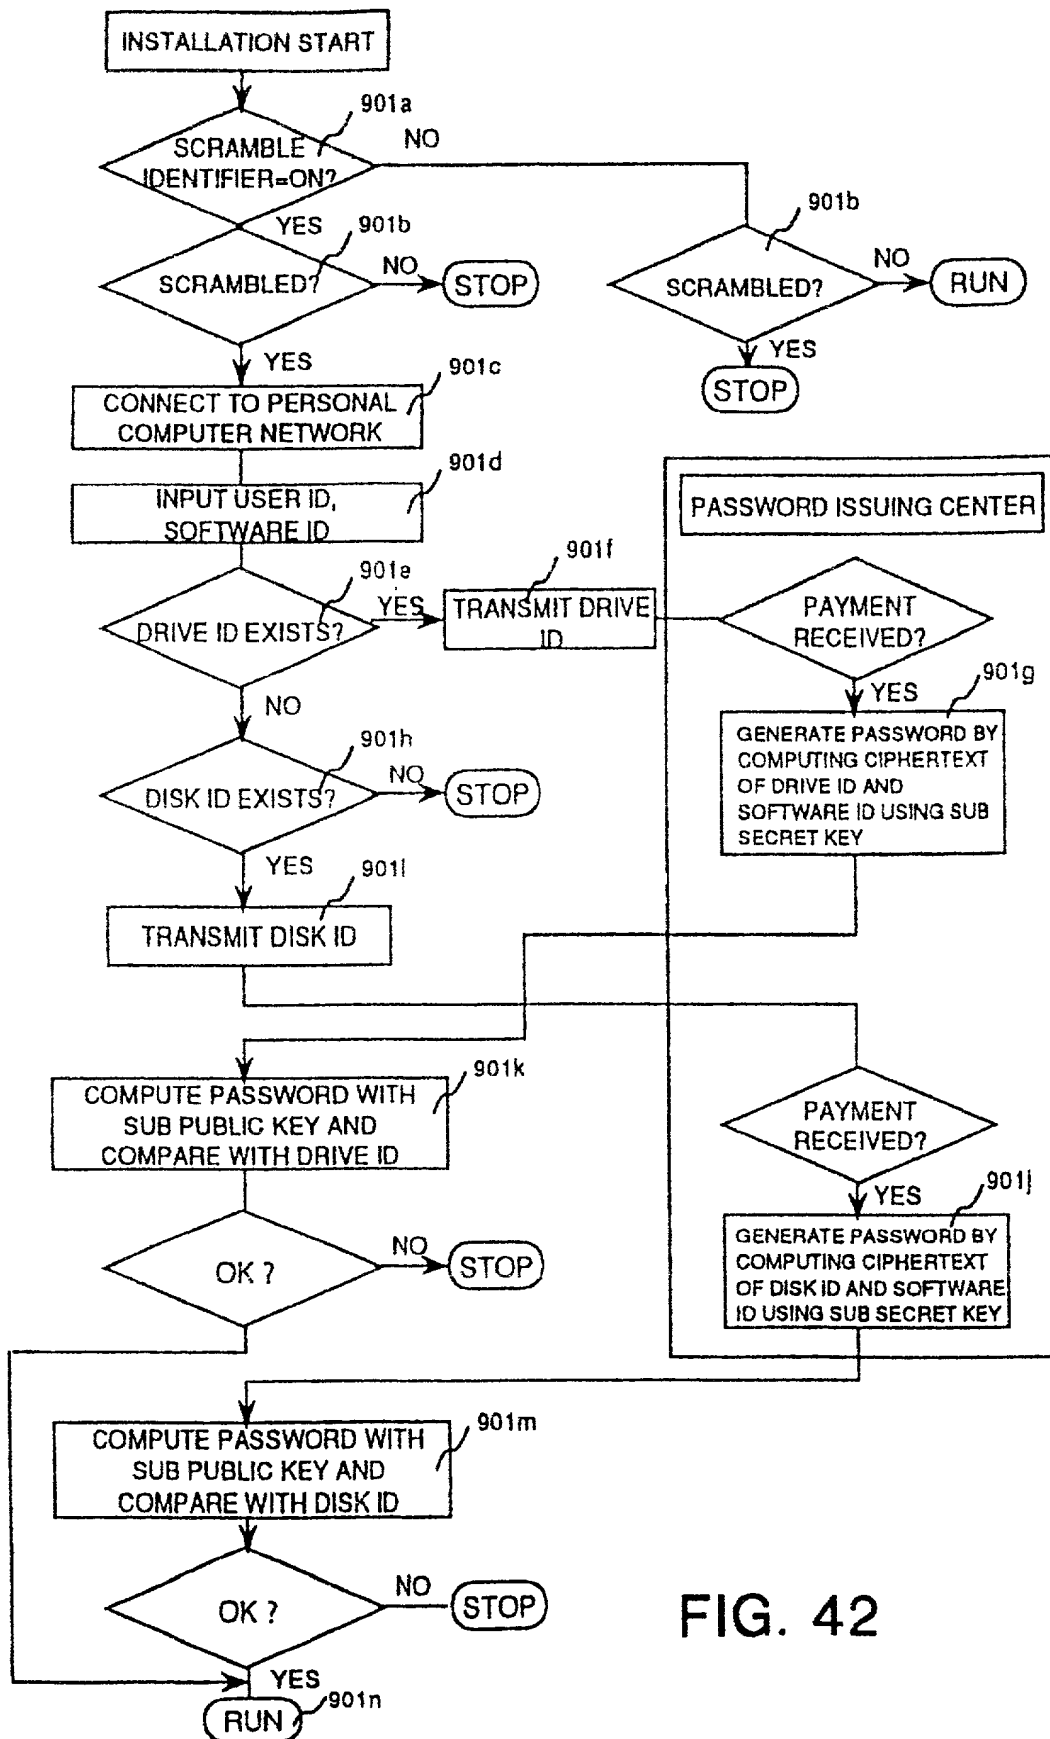 INSTALLATION START
901a
SCRAMBLE
IDENTIFIER=ON?
NO
YES
901b
SCRAMBLED?
NO
STOP
901b
SCRAMBLED?
NO
RUN
YES
STOP
YES
901c
CONNECT TO PERSONAL
COMPUTER NETWORK
901d
INPUT USER ID,
SOFTWARE ID
PASSWORD ISSUING CENTER
901e
DRIVE ID EXISTS?
YES
901f
TRANSMIT DRIVE
ID
PAYMENT
RECEIVED?
YES
901g
GENERATE PASSWORD BY
COMPUTING CIPHERTEXT
OF DRIVE ID AND
SOFTWARE ID USING SUB
SECRET KEY
NO
901h
DISK ID EXISTS?
NO
STOP
YES
901i
TRANSMIT DISK ID
901k
COMPUTE PASSWORD WITH
SUB PUBLIC KEY AND
COMPARE WITH DRIVE ID
PAYMENT
RECEIVED?
YES
901j
GENERATE PASSWORD BY
COMPUTING CIPHERTEXT
OF DISK ID AND SOFTWARE
ID USING SUB SECRET KEY
OK ?
NO
STOP
901m
COMPUTE PASSWORD WITH
SUB PUBLIC KEY AND
COMPARE WITH DISK ID
OK ?
NO
STOP
YES
RUN
901n
FIG. 42